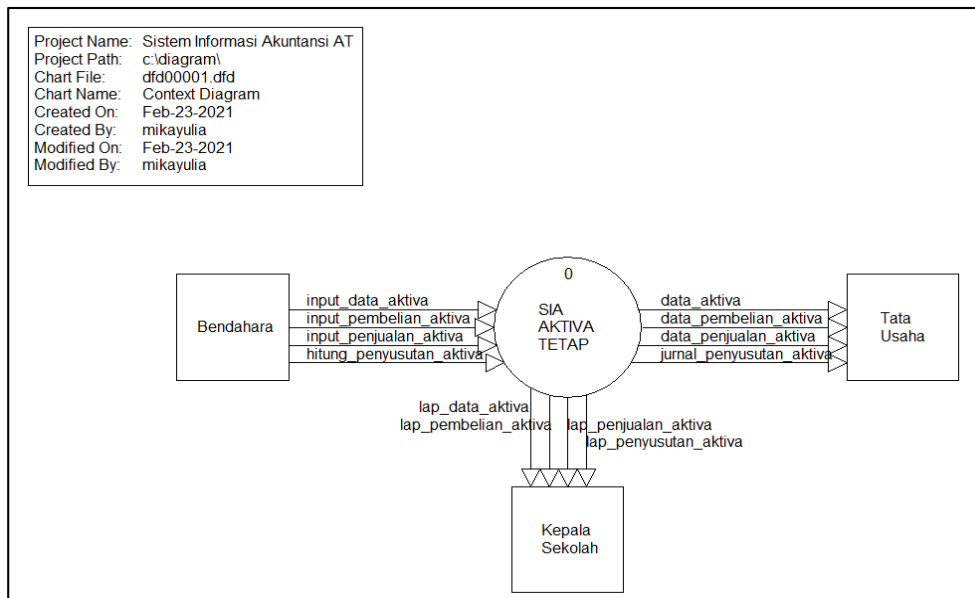 Project Name: Sistem Informasi Akuntansi AT
Project Path: c:\diagram\
Chart File: dfd00001.dfd
Chart Name: Context Diagram
Created On: Feb-23-2021
Created By: mikayulia
Modified On: Feb-23-2021
Modified By: mikayulia
Bendahara
input_data_aktiva
input_pembelian_aktiva
input_penjualan_aktiva
hitung_penyusutan_aktiva
0
SIA
AKTIVA
TETAP
data_aktiva
data_pembelian_aktiva
data_penjualan_aktiva
jurnal_penyusutan_aktiva
Tata
Usaha
lap_data_aktiva
lap_pembelian_aktiva
lap_penjualan_aktiva
lap_penyusutan_aktiva
Kepala
Sekolah